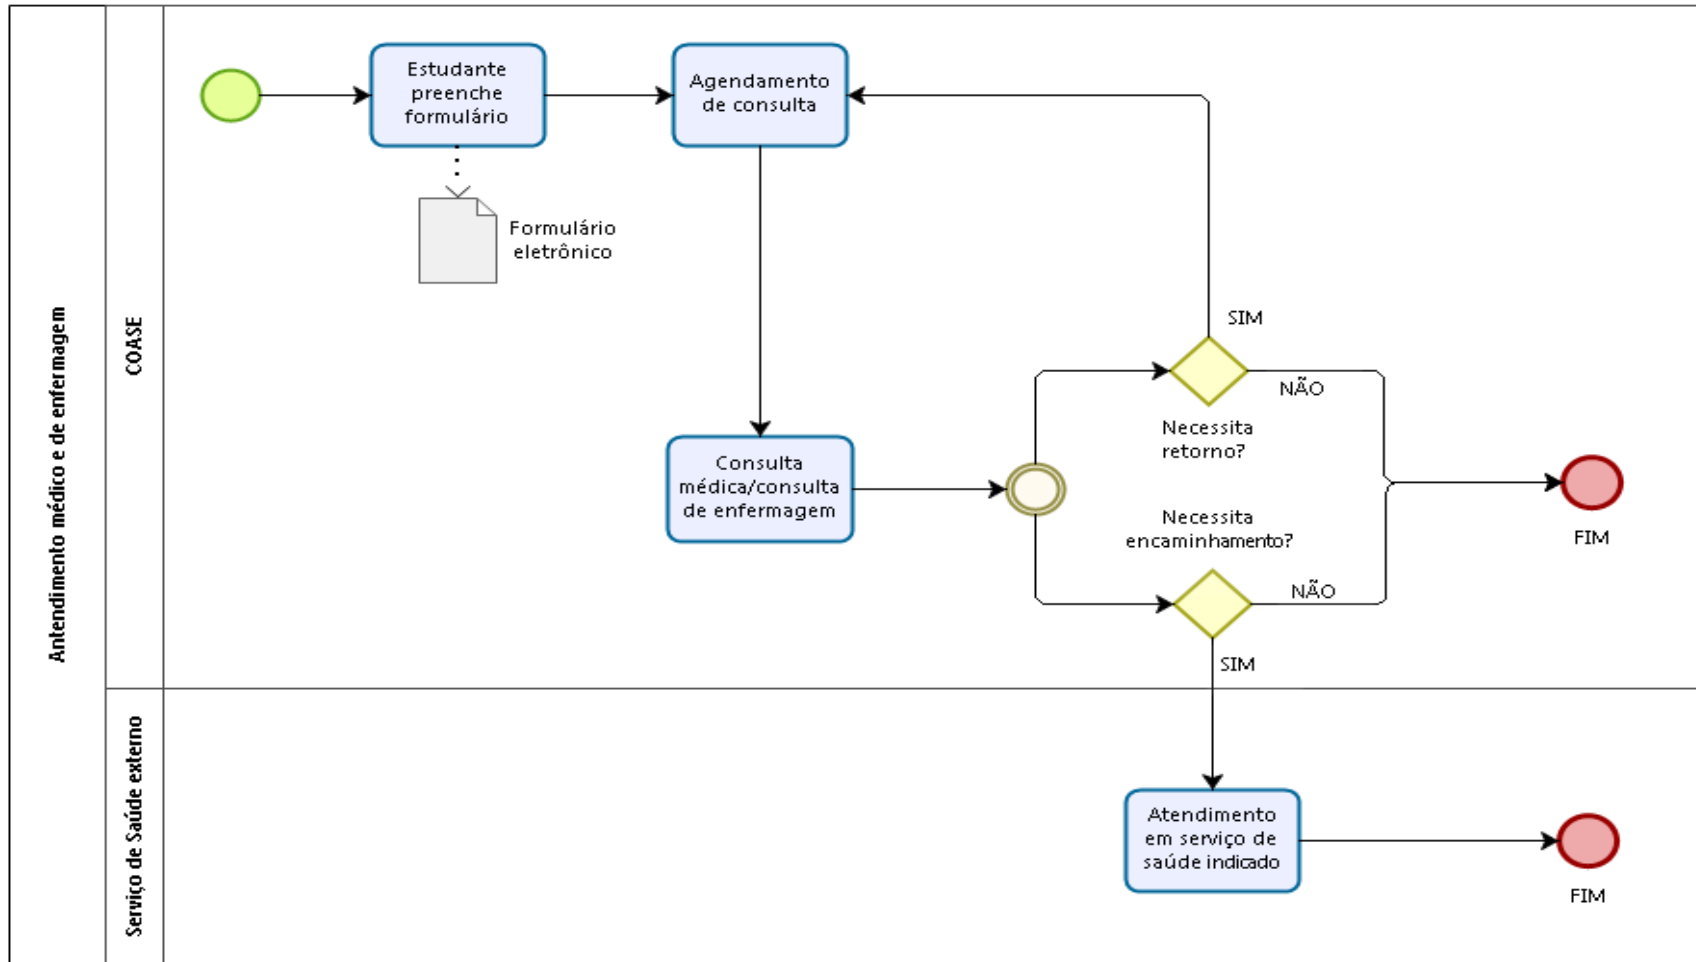 Antendimento médico e de enfermagem
COASE
Estudante
preenche
formulário
Agendamento
de consulta
Formulário
eletrônico
SIM
NÃO
Necessita
retorno?
Consulta
médica/consulta
de enfermagem
Necessita
encaminhamento?
FIM
NÃO
SIM
Serviço de Saúde externo
Atendimento
em serviço de
saúde indicado
FIM